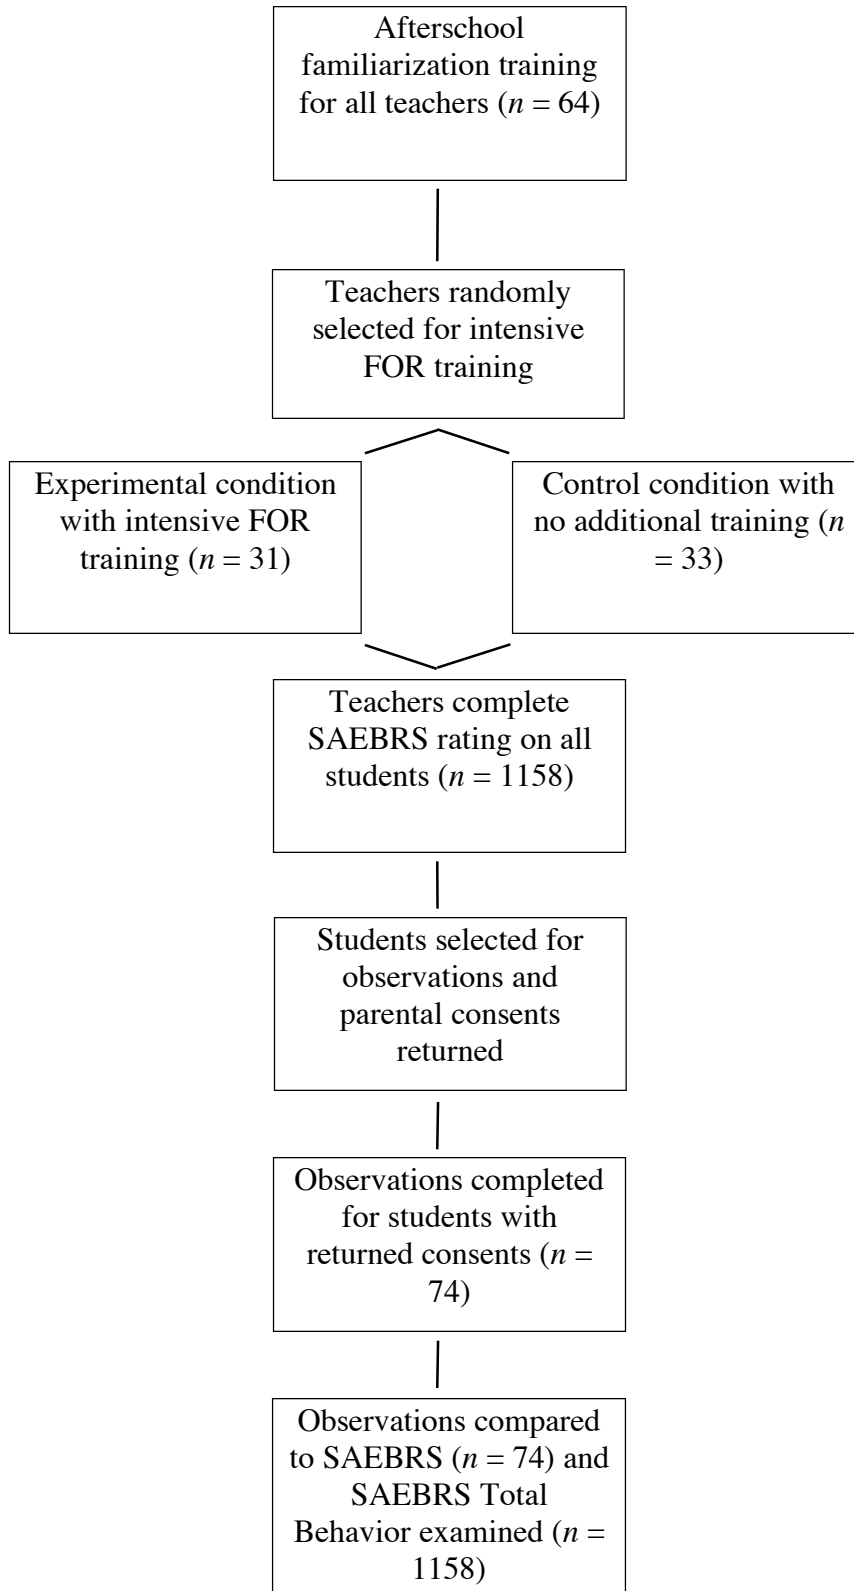 Afterschool
familiarization training
for all teachers (n = 64)
Teachers randomly
selected for intensive
FOR training
Experimental condition
with intensive FOR
training (n = 31)
Control condition with
no additional training (n
= 33)
Teachers complete
SAEBRS rating on all
students (n = 1158)
Students selected for
observations and
parental consents
returned
Observations completed
for students with
returned consents (n =
74)
Observations compared
to SAEBRS (n = 74) and
SAEBRS Total
Behavior examined (n =
1158)